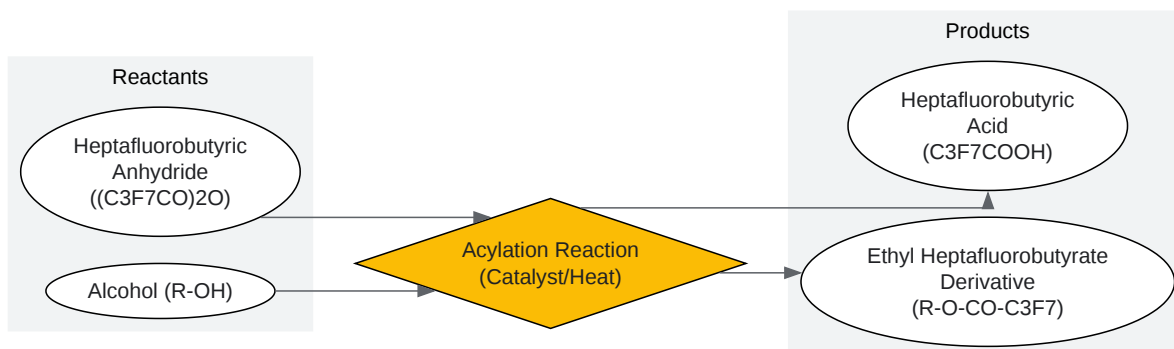 Reactants
Heptafluorobutyric
Anhydride
((C3F7CO)2O)
Alcohol (R-OH)
Acylation Reaction
(Catalyst/Heat)
Products
Heptafluorobutyric
Acid
(C3F7COOH)
Ethyl Heptafluorobutyrate
Derivative
(R-O-CO-C3F7)